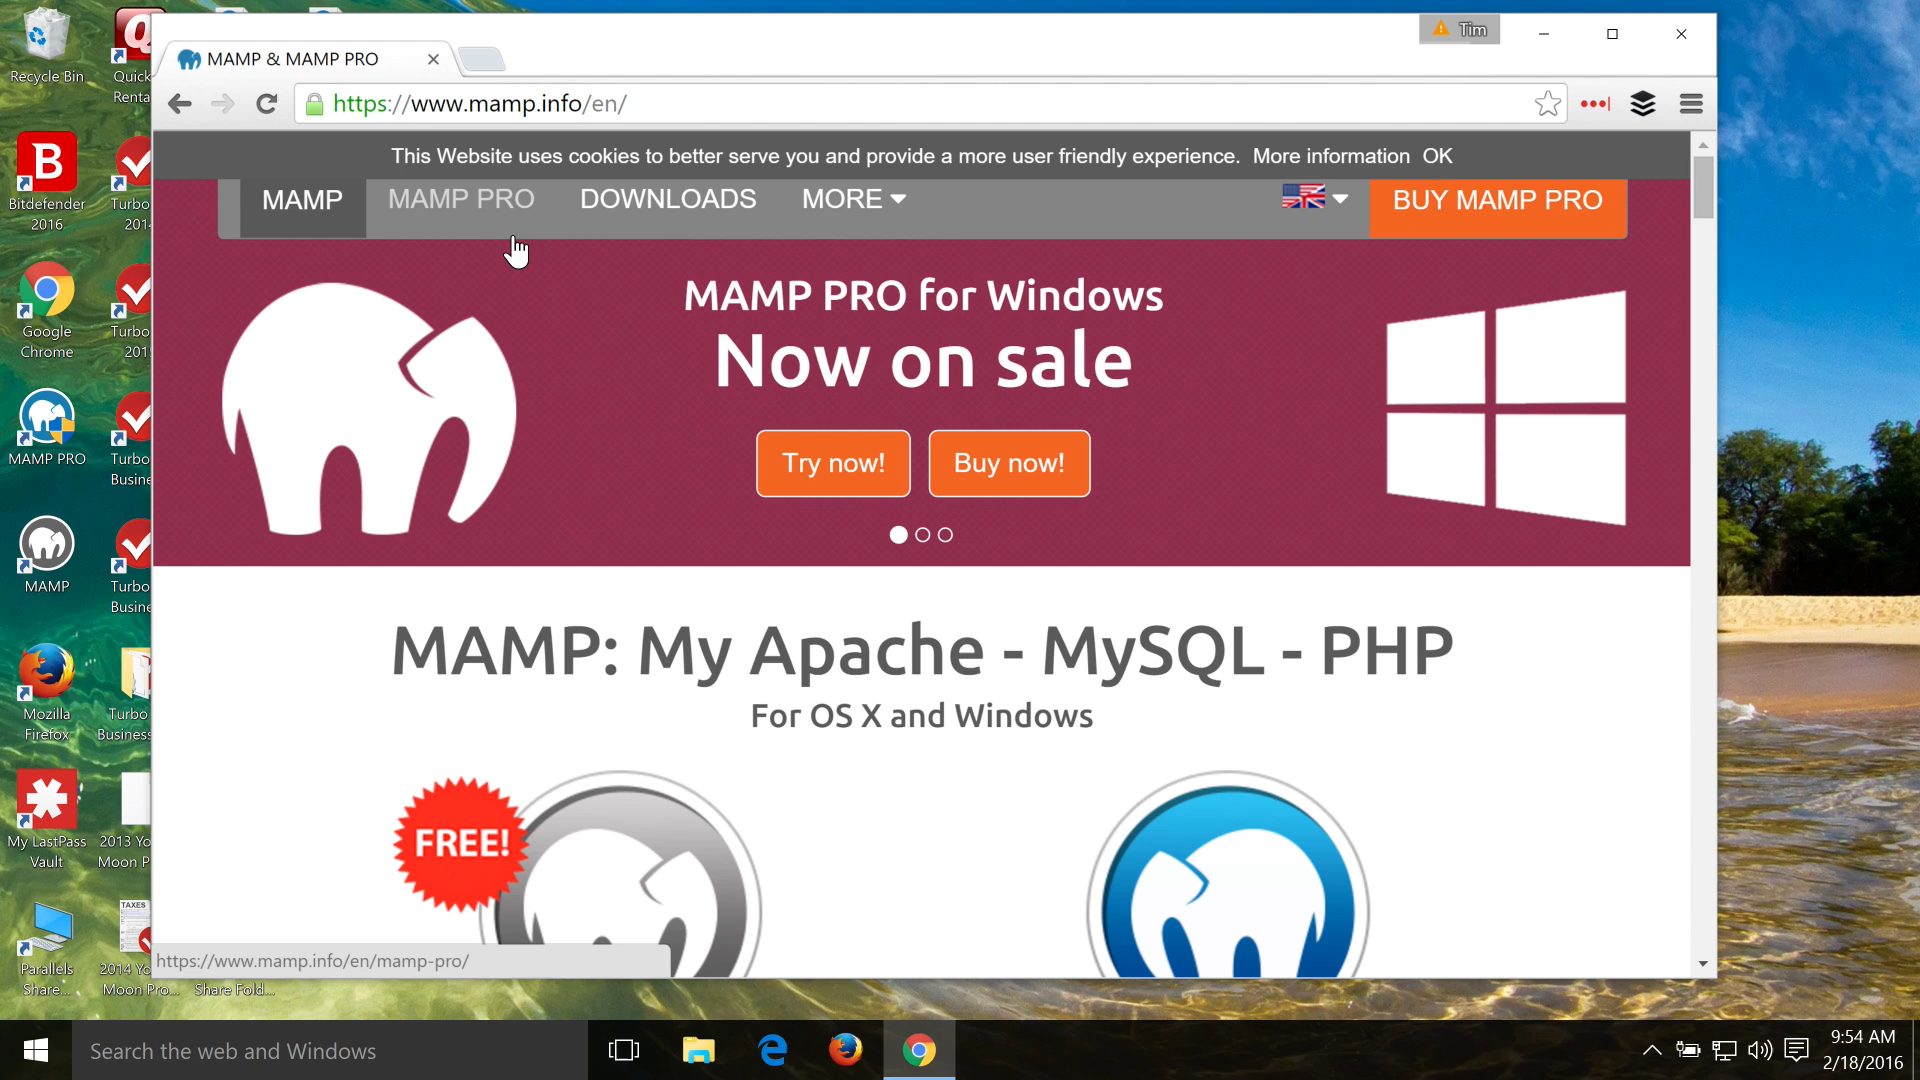 Recycle Bin
Quick
Renta
Bitdefender
2016
Turbo
2014
Google
Chrome
Turbo
201
MAMP PRO
Turbo
Busine
MAMP
Turbo
Busine
Mozilla
Firefox
Turbo
Business
My LastPass
Vault
2013 Yo
Moon P
TAXES
Parallels
Share...
2014 Yo
Moon Pro...
Share Fold...
Tim
MAMP & MAMP PRO
https://www.mamp.info/en/
This Website uses cookies to better serve you and provide a more user friendly experience. More information OK
MAMP MAMP PRO DOWNLOADS MORE BUY MAMP PRO
MAMP PRO for Windows
Now on sale
Try now! Buy now!
MAMP: My Apache - MySQL - PHP
For OS X and Windows
FREE!
https://www.mamp.info/en/mamp-pro/
Search the web and Windows
9:54 AM
2/18/2016